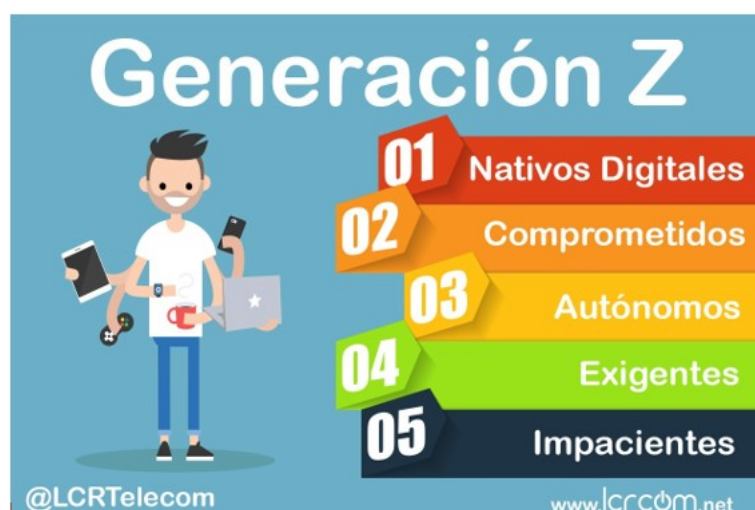 Generación Z
01 Nativos Digitales
02 Comprometidos
03 Autónomos
04 Exigentes
05 Impacientes
@LCRTelecom
www.lcrcom.net